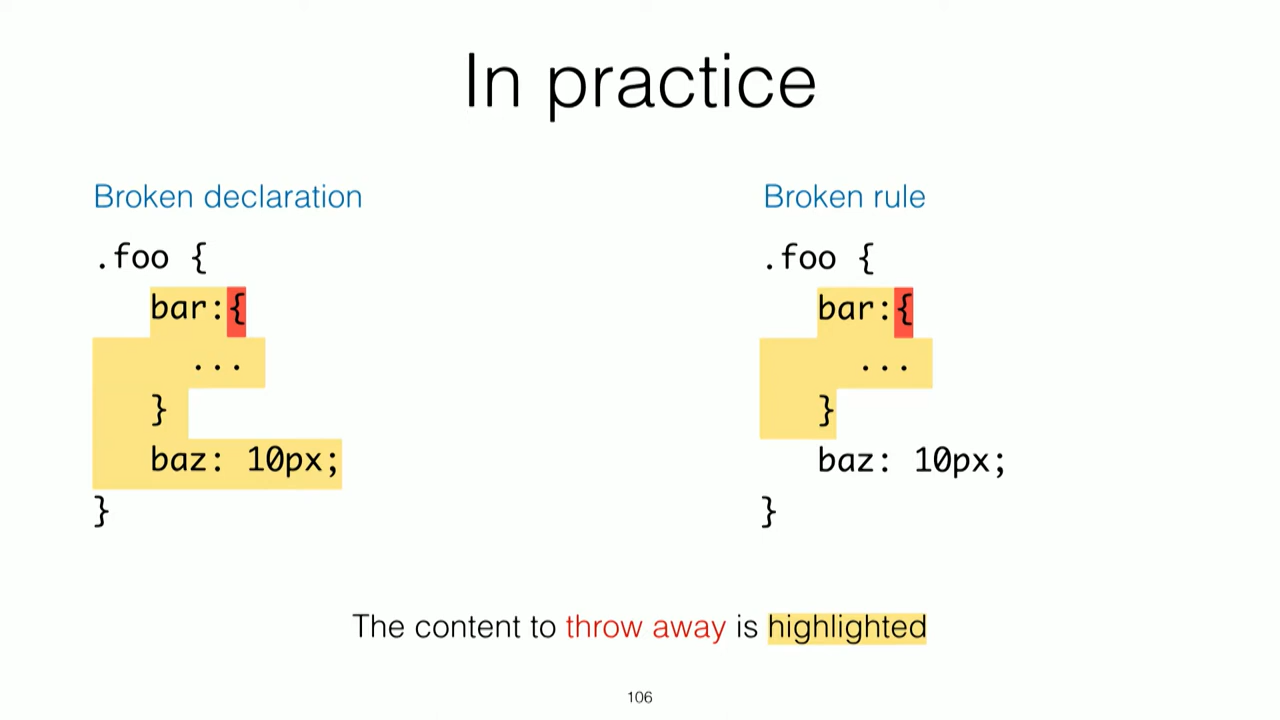 In practice
Broken declaration
.foo {
bar:{
...
}
baz: 10px;
}
Broken rule
.foo {
bar:{
...
}
baz: 10px;
}
The content to throw away is highlighted
106